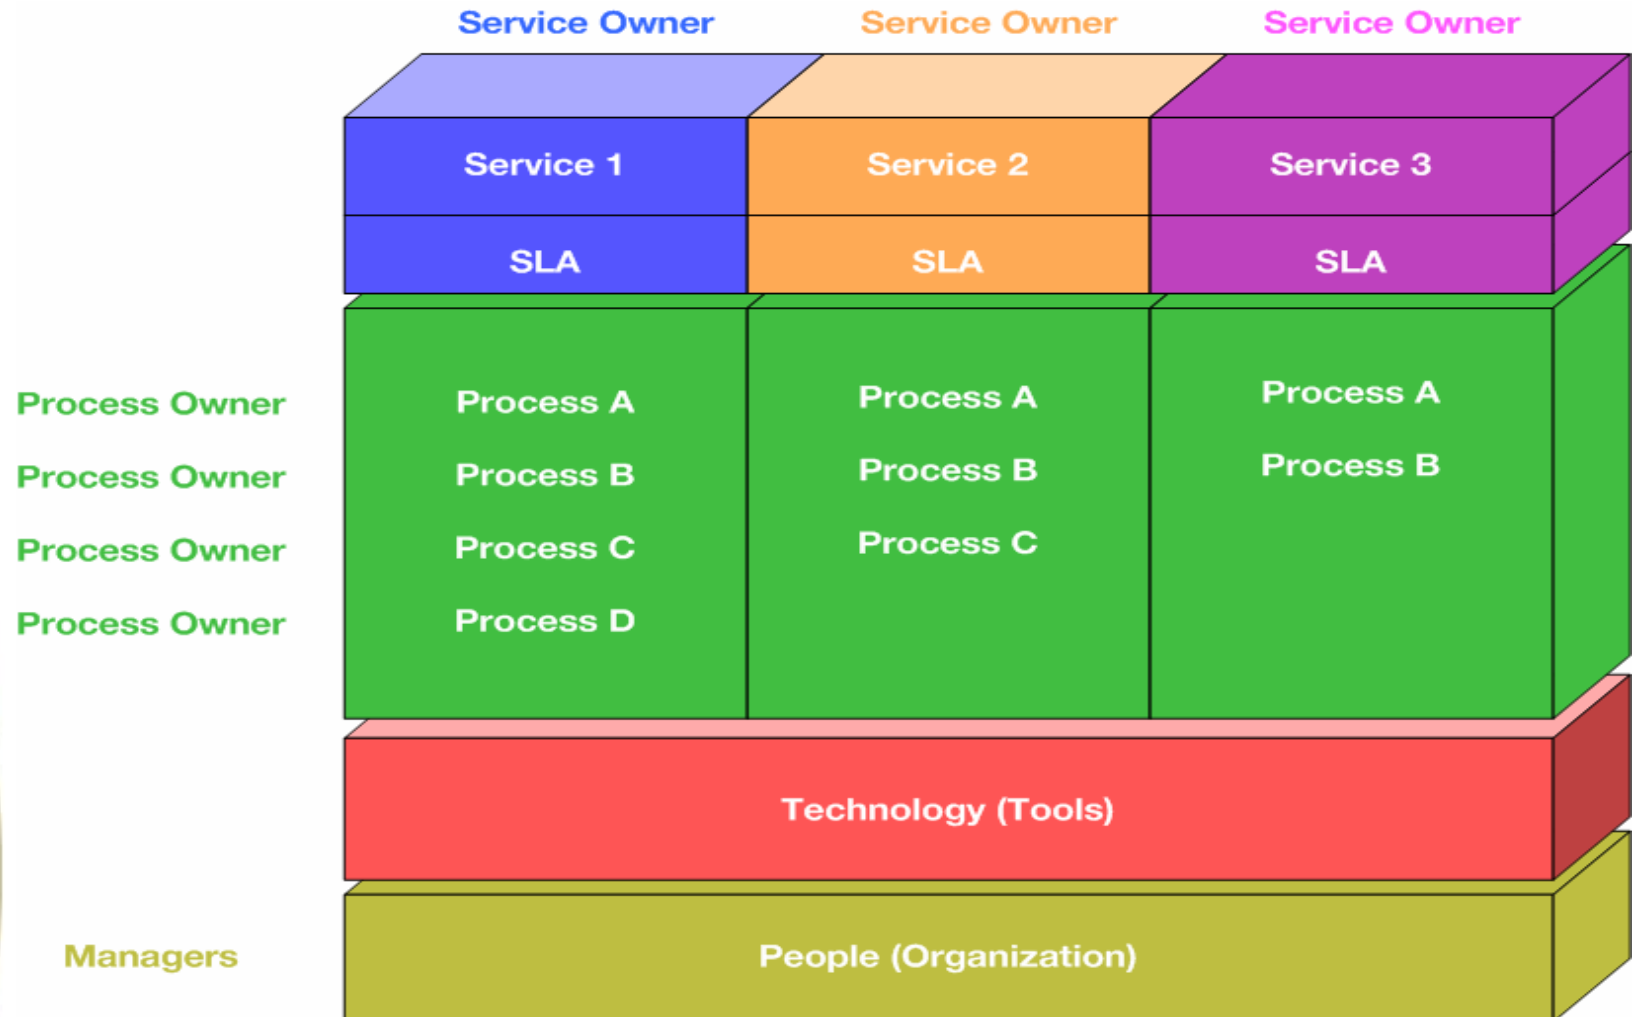 Service Owner Service Owner Service Owner
Service 1 Service 2 Service 3
SLA SLA SLA
Process Owner Process A Process A Process A
Process Owner Process B Process B Process B
Process Owner Process C Process C
Process Owner Process D
Technology (Tools)
Managers People (Organization)